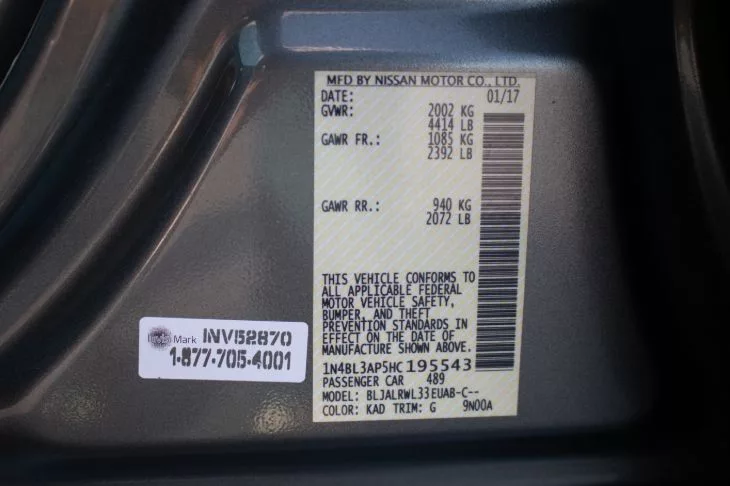 MFD BY NISSAN MOTOR CO., LTD.
DATE: 01/17
GVWR: 2002 KG
4414 LB
GAWR FR.: 1085 KG
2392 LB
GAWR RR.: 940 KG
2072 LB
THIS VEHICLE CONFORMS TO
ALL APPLICABLE FEDERAL
MOTOR VEHICLE SAFETY,
BUMPER, AND THEFT
PREVENTION STANDARDS IN
EFFECT ON THE DATE OF
MANUFACTURE SHOWN ABOVE.
1N4BL3AP5HC195543
PASSENGER CAR 489
MODEL: BLJALRWL33EUAB-C--
COLOR: KAD TRIM: G 9N00A
Mark INV52870
1-877-705-4001